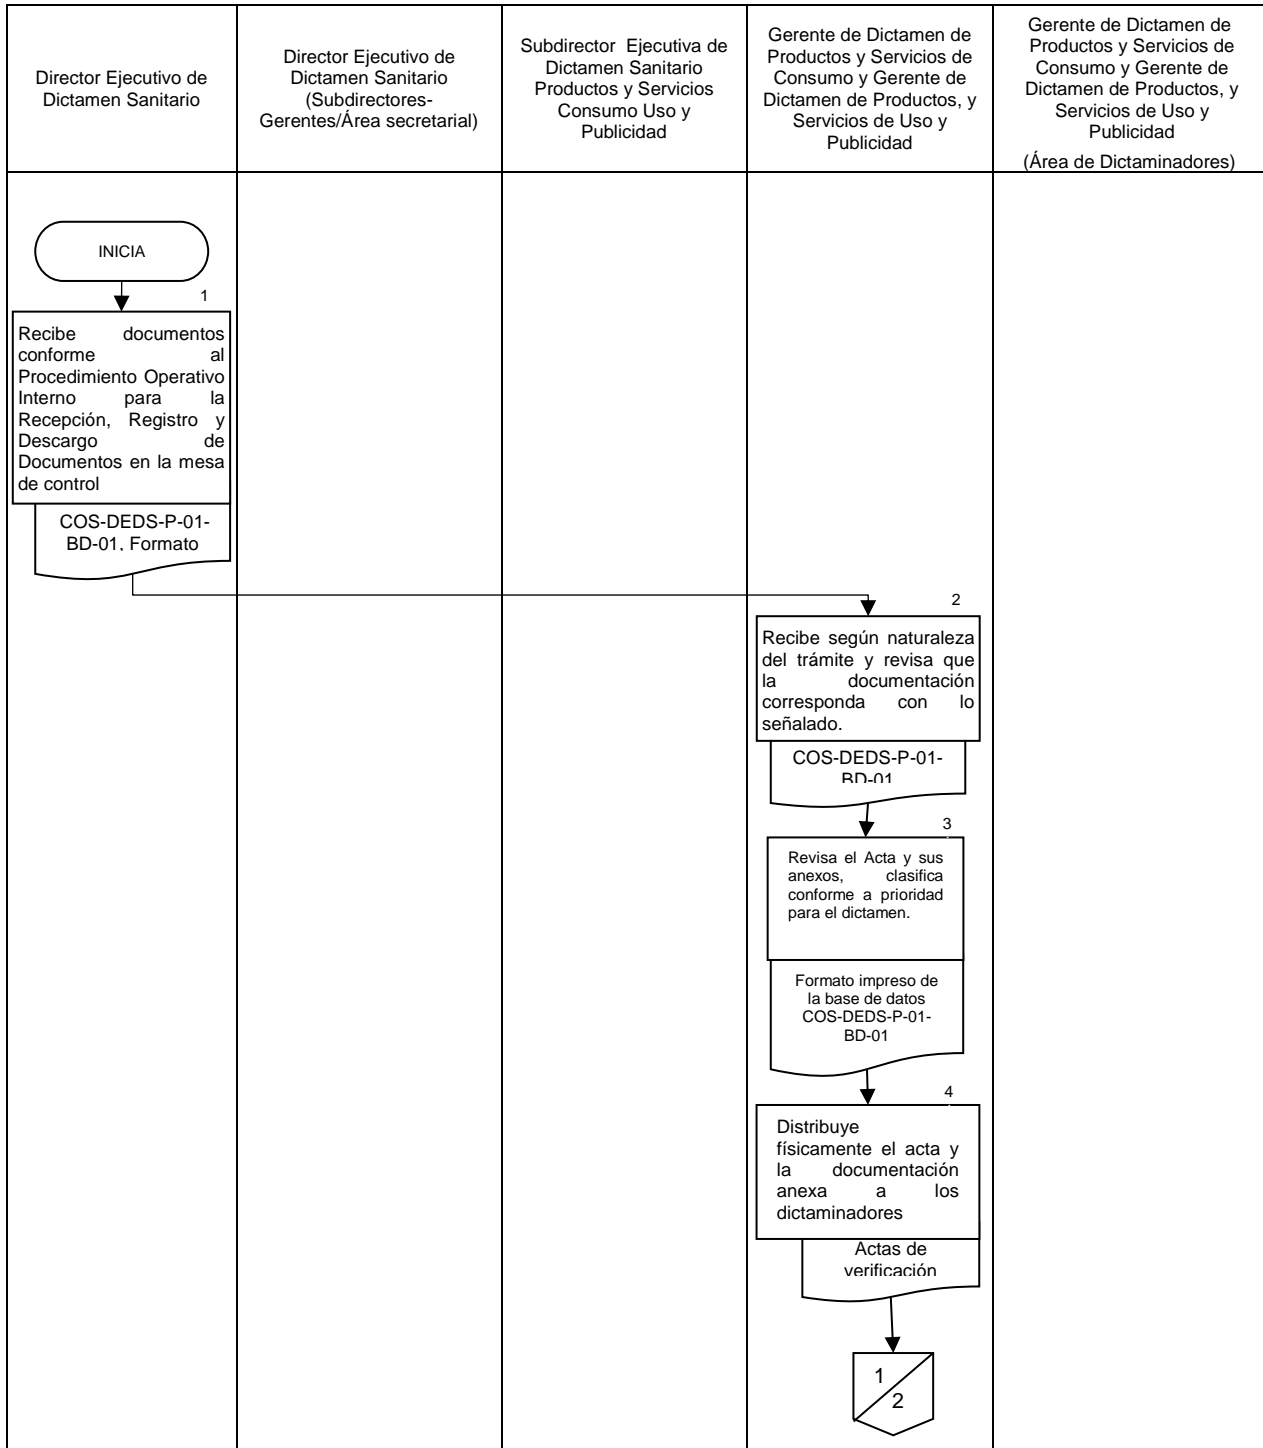 Director Ejecutivo de
Dictamen Sanitario
Director Ejecutivo de
Dictamen Sanitario
(Subdirectores-
Gerentes/Área secretarial)
Subdirector Ejecutiva de
Dictamen Sanitario
Productos y Servicios
Consumo Uso y
Publicidad
Gerente de Dictamen de
Productos y Servicios de
Consumo y Gerente de
Dictamen de Productos, y
Servicios de Uso y
Publicidad
Gerente de Dictamen de
Productos y Servicios de
Consumo y Gerente de
Dictamen de Productos, y
Servicios de Uso y
Publicidad
(Área de Dictaminadores)
INICIA
1
Recibe documentos
conforme al
Procedimiento Operativo
Interno para la
Recepción, Registro y
Descargo de
Documentos en la mesa
de control
COS-DEDS-P-01-
BD-01, Formato
2
Recibe según naturaleza
del trámite y revisa que
la documentación
corresponda con lo
señalado.
COS-DEDS-P-01-
BD-01
3
Revisa el Acta y sus
anexos, clasifica
conforme a prioridad
para el dictamen.
Formato impreso de
la base de datos
COS-DEDS-P-01-
BD-01
4
Distribuye
físicamente el acta y
la documentación
anexa a los
dictaminadores
Actas de
verificación
1
2